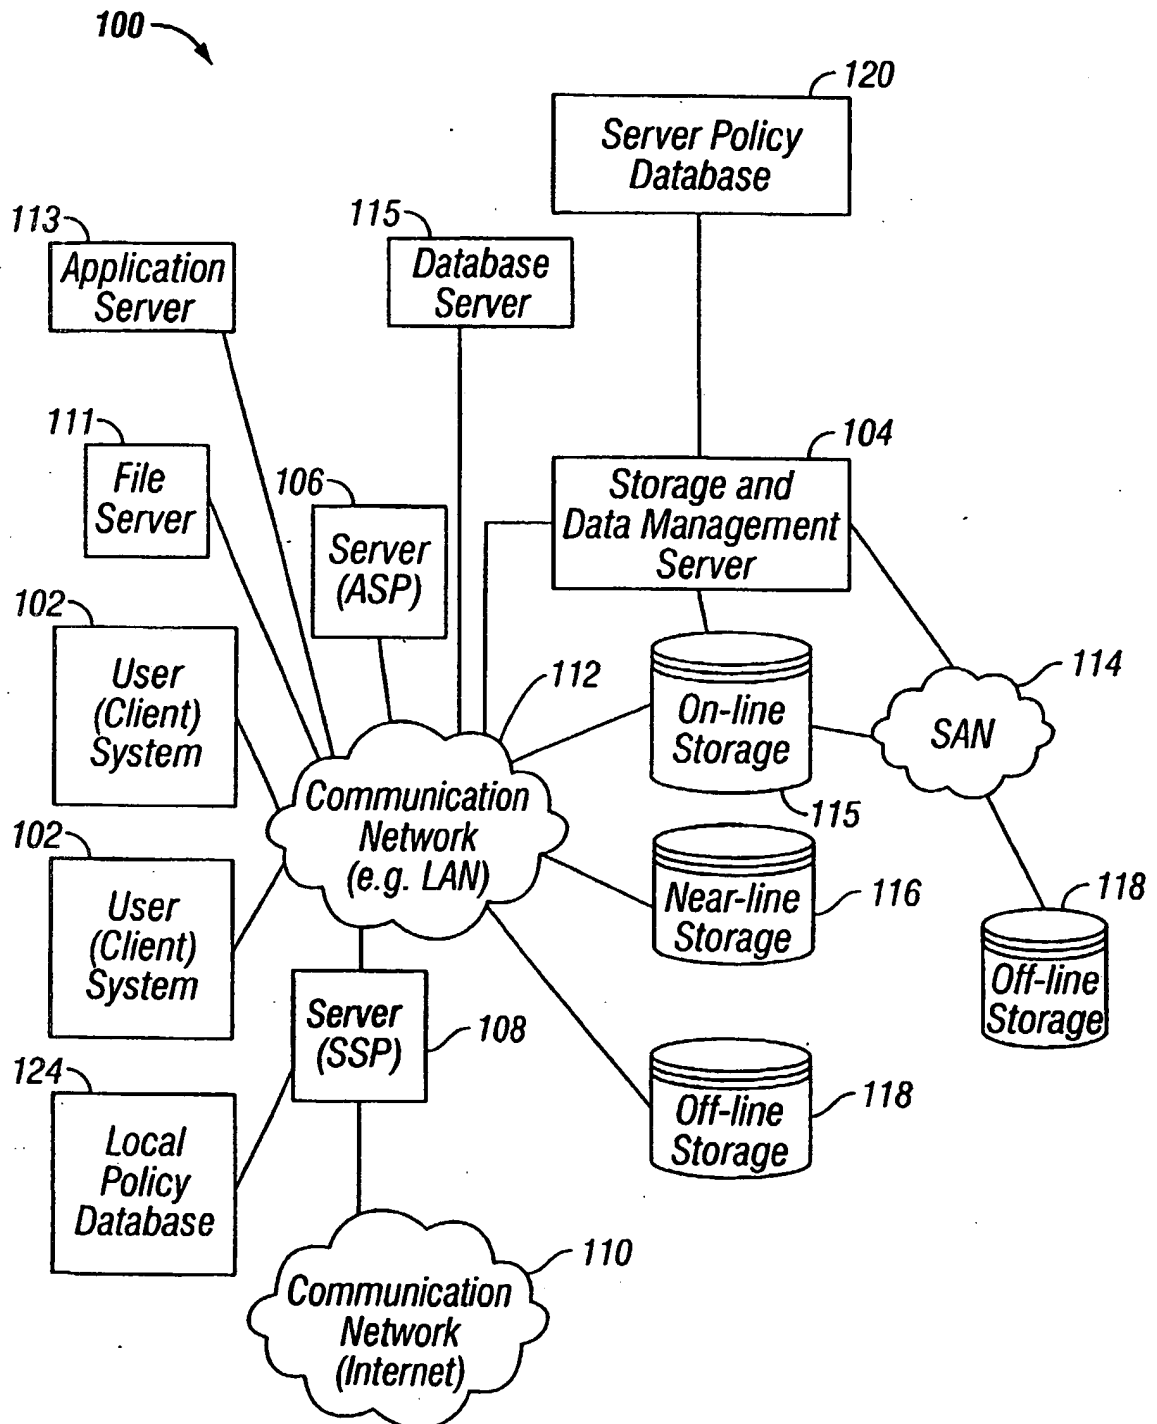 100
120
Server Policy
Database
113
Application
Server
115
Database
Server
111
File
Server
106
Server
(ASP)
104
Storage and
Data Management
Server
102
User
(Client)
System
112
On-line
Storage
115
114
SAN
Communication
Network
(e.g. LAN)
102
User
(Client)
System
Near-line
Storage
116
118
Off-line
Storage
Server
(SSP)
108
124
Local
Policy
Database
Off-line
Storage
118
110
Communication
Network
(Internet)